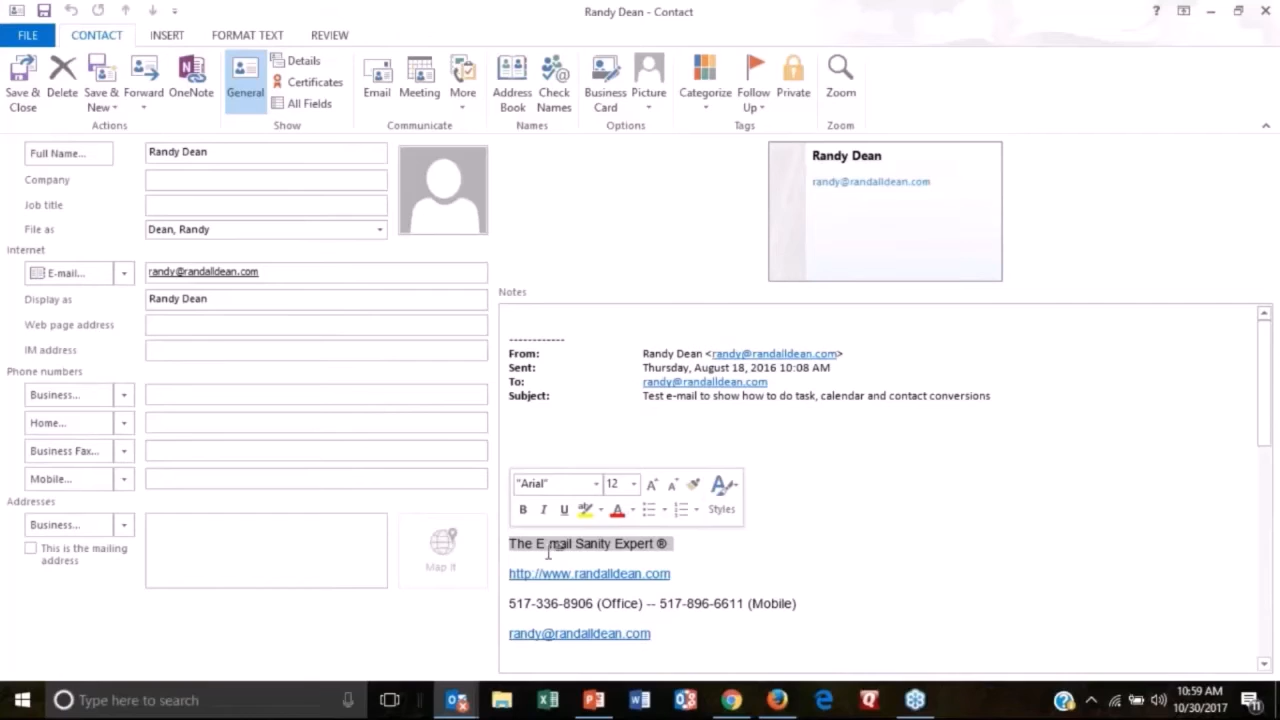 Randy Dean - Contact
?
FILE CONTACT INSERT FORMAT TEXT REVIEW
Save & Close
Delete
Save & New
Forward
OneNote
Actions
General
Details
Certificates
All Fields
Show
Email
Meeting
More
Communicate
Address Book
Check Names
Names
Business Card
Picture
Options
Categorize
Follow Up
Private
Tags
Zoom
Zoom
Full Name...
Randy Dean
Company
Job title
File as
Dean, Randy
Internet
E-mail...
randy@randalldean.com
Display as
Randy Dean
Web page address
IM address
Phone numbers
Business...
Home...
Business Fax...
Mobile...
Addresses
Business...
This is the mailing
address
Map It
Randy Dean
randy@randalldean.com
Notes
------------
From: Randy Dean <randy@randalldean.com>
Sent: Thursday, August 18, 2016 10:08 AM
To: randy@randalldean.com
Subject: Test e-mail to show how to do task, calendar and contact conversions
"Arial" 12
B I U ab A Styles
The E mail Sanity Expert ®
http://www.randalldean.com
517-336-8906 (Office) -- 517-896-6611 (Mobile)
randy@randalldean.com
Type here to search
10:59 AM
10/30/2017